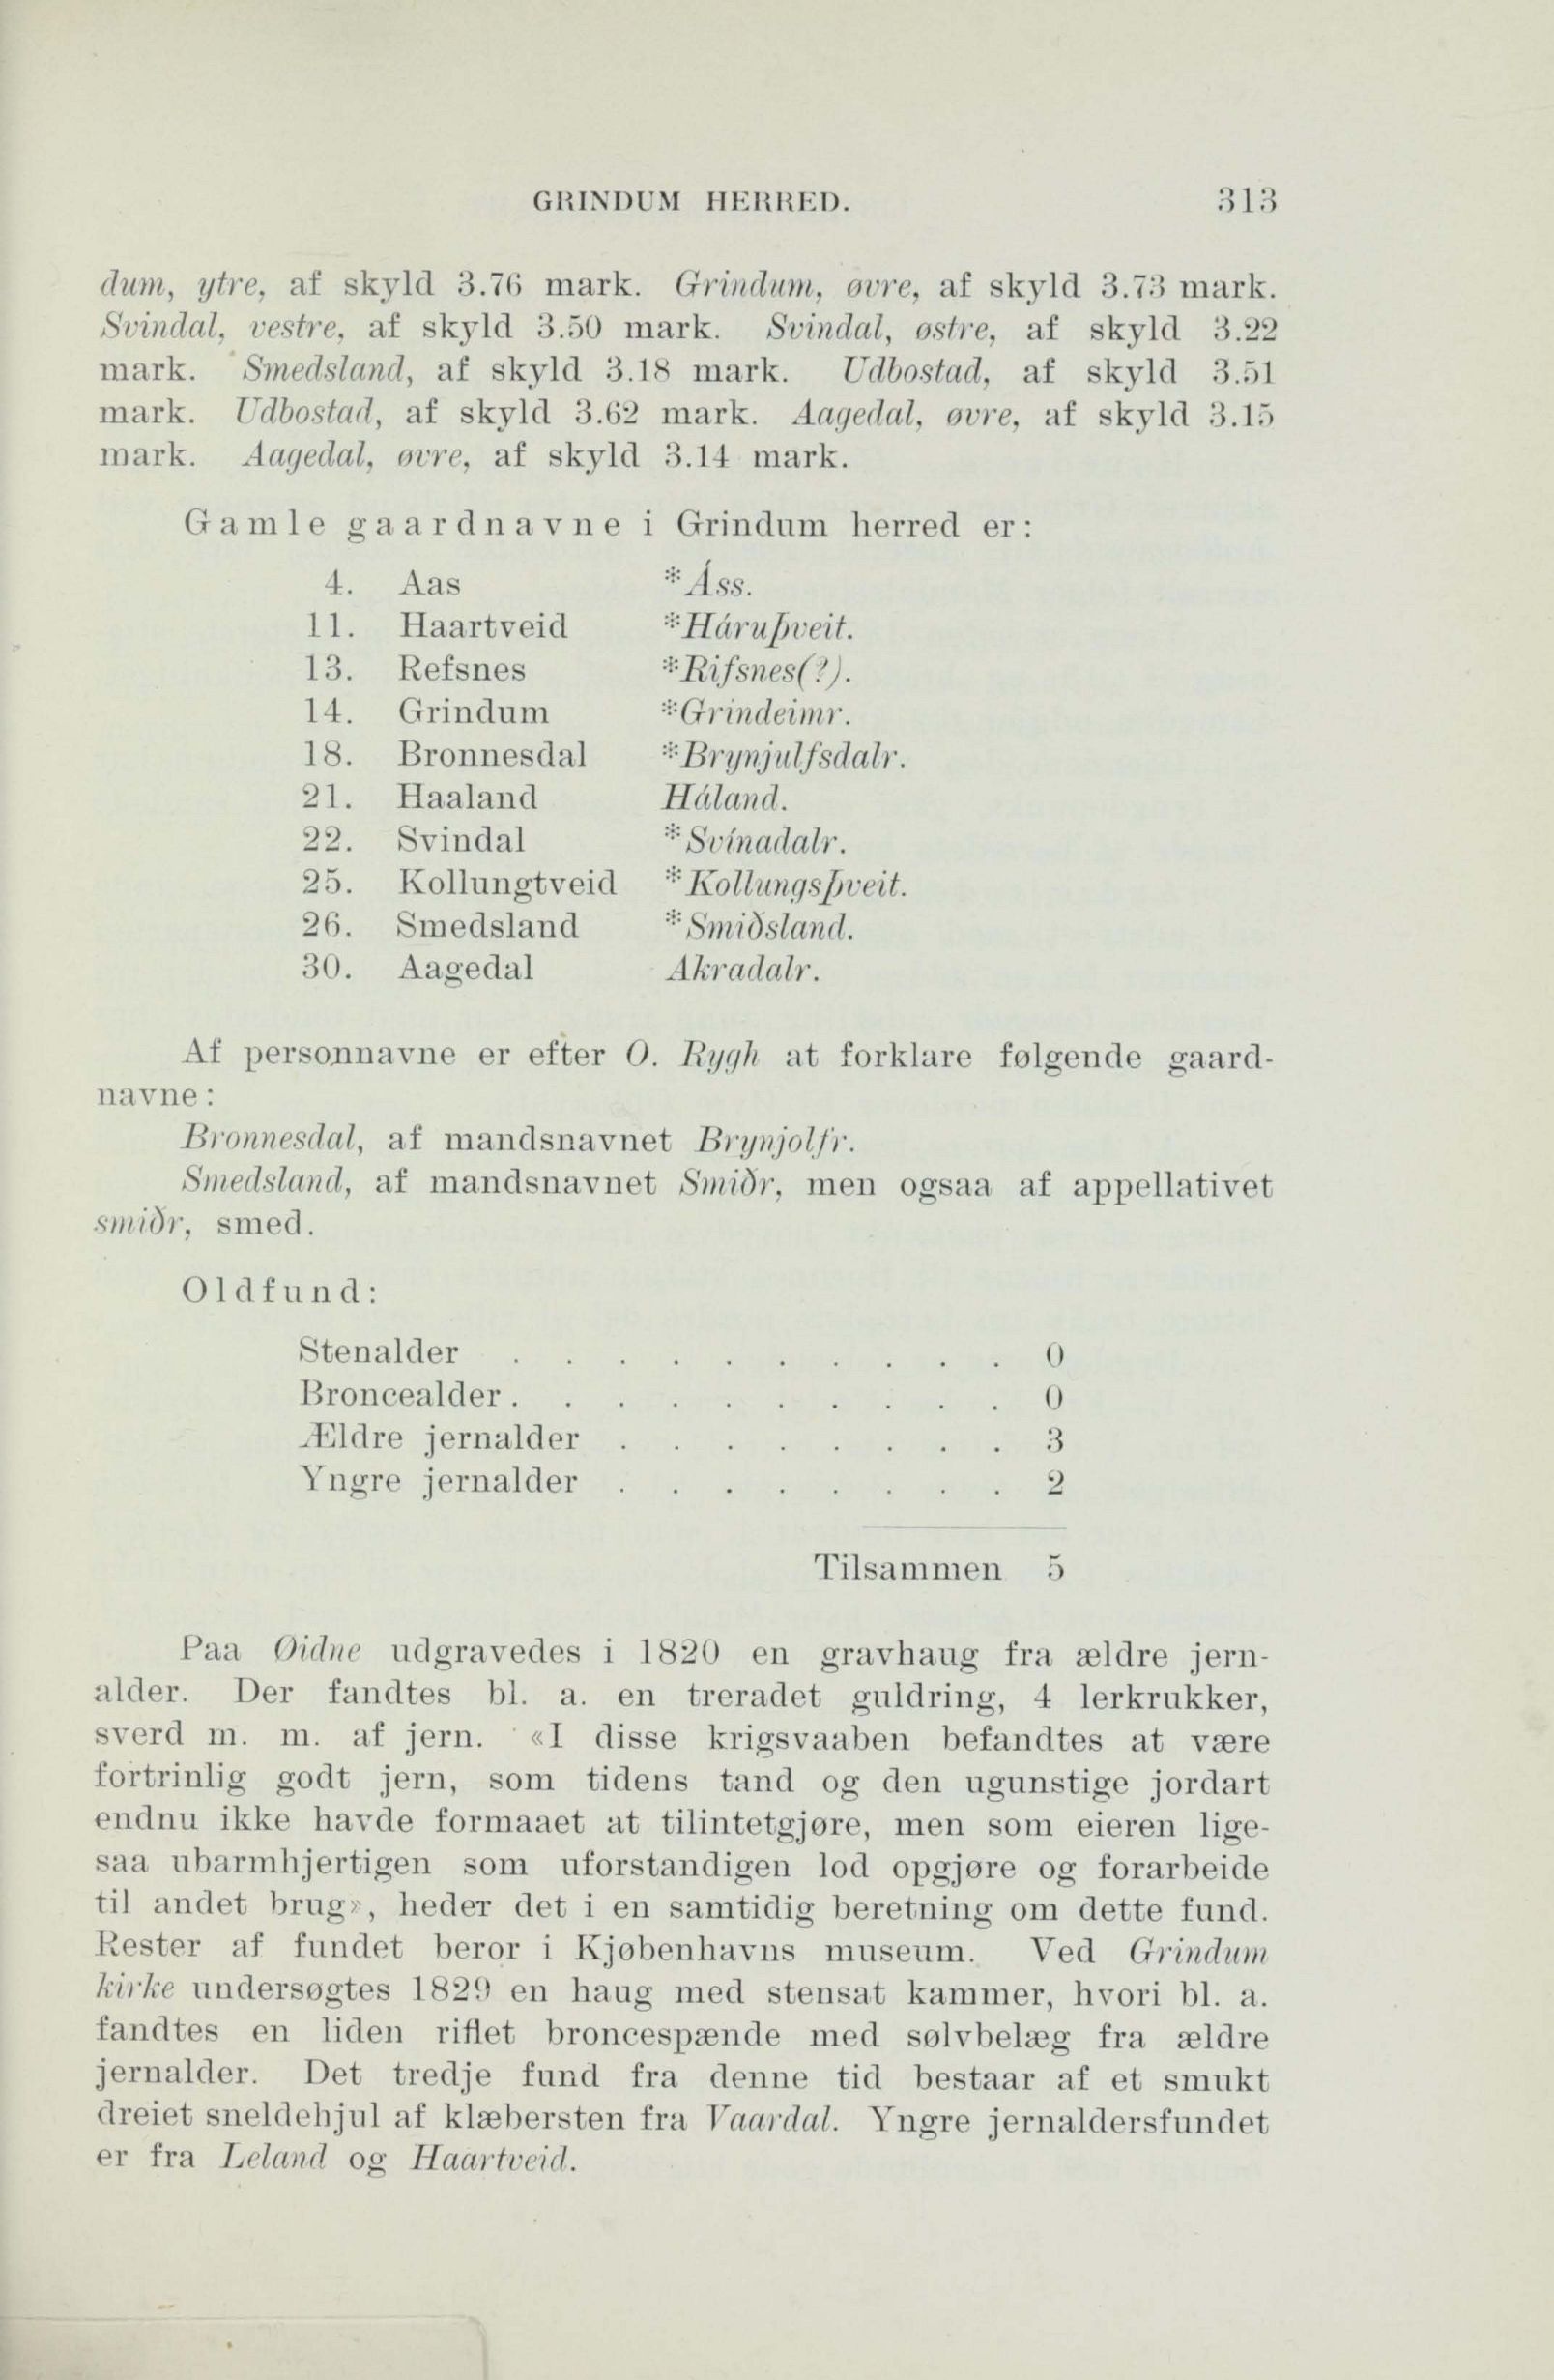 GRINDUM HERRED. 313
dum, ytre, af skyld 3.76 mark. Grindum, øvre, af skyld 3.73 mark.
Svindal, vestre, af skyld 3.50 mark. Svindal, østre, af skyld 3.22
mark. Smedsland, af skyld 3.18 mark. Udbostad, af skyld 3.51
mark. Udbostad, af skyld 3.62 mark. Aagedal, øvre, af skyld 3.15
mark. Aagedal, øvre, af skyld 3.14 mark.
Gamle gaardnavne i Grindum herred er:
4. Aas *Áss.
11. Haartveid *Háruþveit.
13. Refsnes *Rifsnes(?).
14. Grindum *Grindeimr.
18. Bronnesdal *Brynjulfsdalr.
21. Haaland Háland.
22. Svindal *Svínadalr.
25. Kollungtveid *Kollungsþveit.
26. Smedsland *Smiðsland.
30. Aagedal Akradalr.
Af personnavne er efter O. Rygh at forklare følgende gaard-
navne:
Bronnesdal, af mandsnavnet Brynjolfr.
Smedsland, af mandsnavnet Smiðr, men ogsaa af appellativet
smiðr, smed.
Oldfund:
Stenalder . . . . . . . . . . 0
Broncealder . . . . . . . . . . 0
Ældre jernalder . . . . . . . . 3
Yngre jernalder . . . . . . . . 2
Tilsammen 5
Paa Øidne udgravedes i 1820 en gravhaug fra ældre jern-
alder. Der fandtes bl. a. en treradet guldring, 4 lerkrukker,
sverd m. m. af jern. «I disse krigsvaaben befandtes at være
fortrinlig godt jern, som tidens tand og den ugunstige jordart
endnu ikke havde formaaet at tilintetgjøre, men som eieren lige-
saa ubarmhjertigen som uforstandigen lod opgjøre og forarbeide
til andet brug», heder det i en samtidig beretning om dette fund.
Rester af fundet beror i Kjøbenhavns museum. Ved Grindum
kirke undersøgtes 1829 en haug med stensat kammer, hvori bl. a.
fandtes en liden riflet broncespænde med sølvbelæg fra ældre
jernalder. Det tredje fund fra denne tid bestaar af et smukt
dreiet sneldehjul af klæbersten fra Vaardal. Yngre jernaldersfundet
er fra Leland og Haartveid.